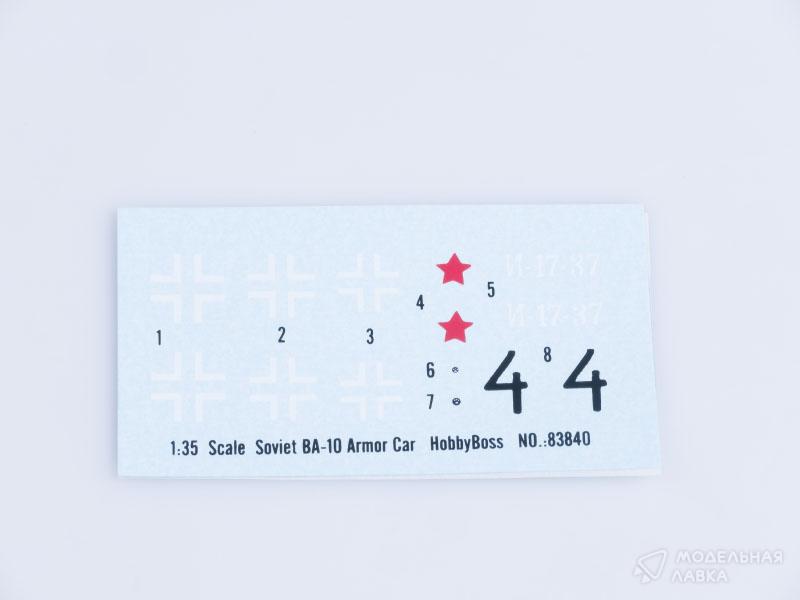 И-17-37
4 5
И-17-37
1 2 3
6 4 8 4
7
1:35 Scale Soviet BA-10 Armor Car HobbyBoss NO.:83840
МОДЕЛЬНАЯ
ЛАВКА